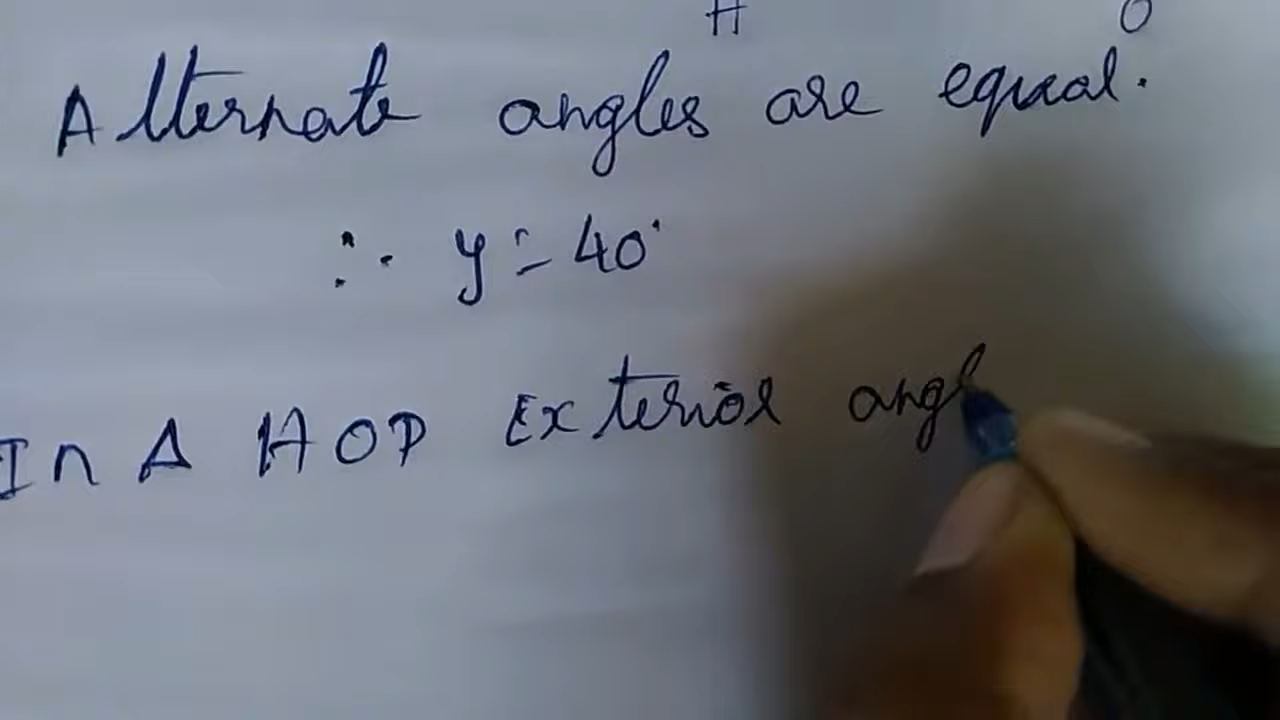 H O
Alternate angles are equal.
∴ y = 40°
In Δ HOP Exterior angl